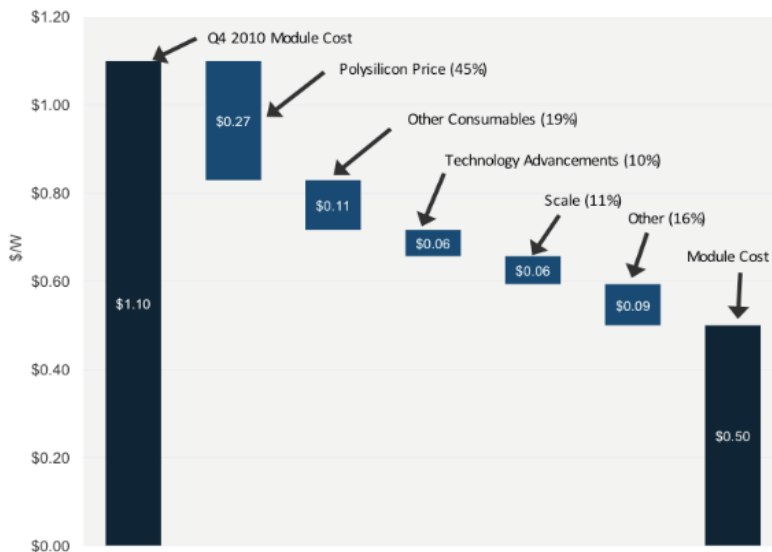 $1.20
Q4 2010 Module Cost
Polysilicon Price (45%)
$1.00
$0.27
Other Consumables (19%)
Technology Advancements (10%)
$0.80
$0.11
Scale (11%)
Other (16%)
$0.06
Module Cost
$/W
$0.60
$0.06
$1.10
$0.09
$0.40
$0.50
$0.20
$0.00